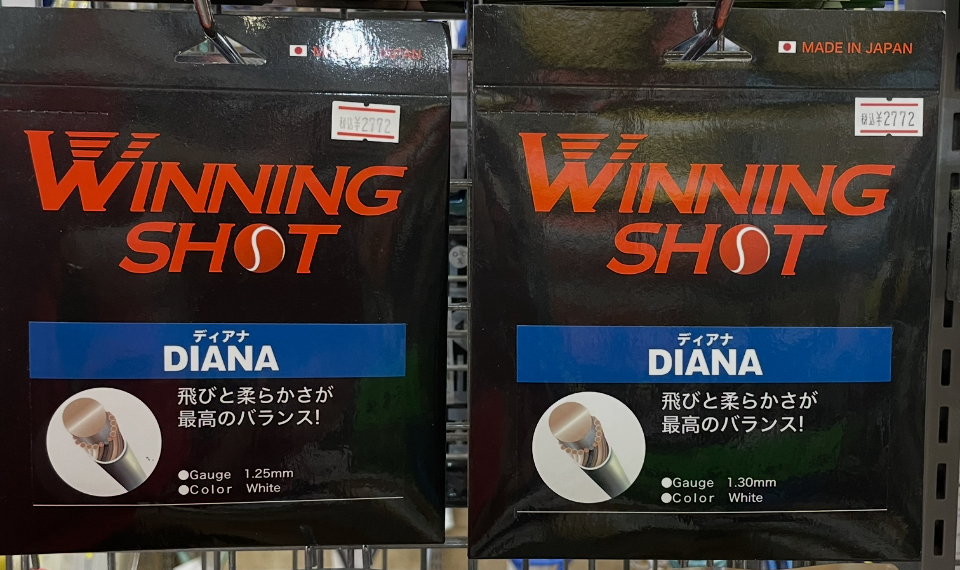 MADE IN JAPAN
税込¥2772
WINNING
SHOT
ディアナ
DIANA
飛びと柔らかさが
最高のバランス!
●Gauge 1.25mm
●Color White
MADE IN JAPAN
税込¥2772
WINNING
SHOT
ディアナ
DIANA
飛びと柔らかさが
最高のバランス!
●Gauge 1.30mm
●Color White